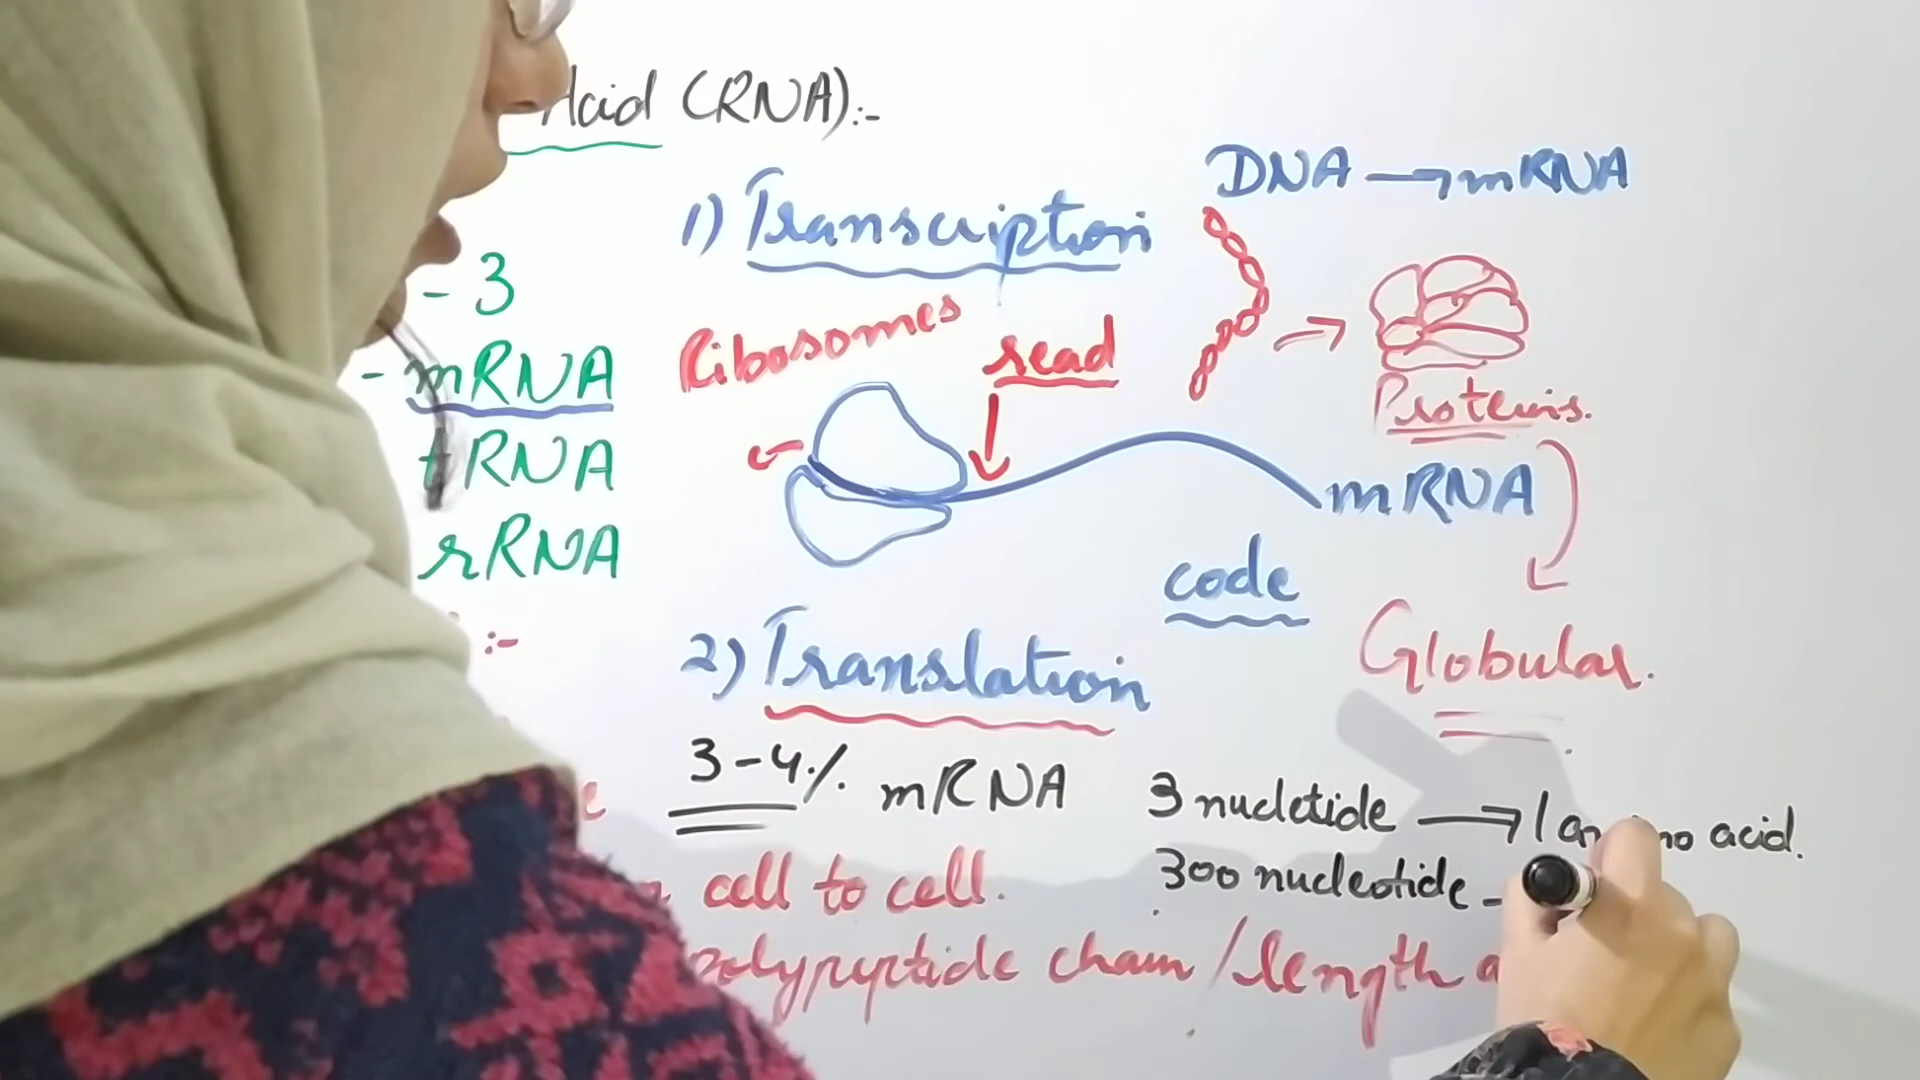 Acid (RNA):-
DNA → mRNA
1) Transcription
- 3
Ribosomes
read
- mRNA
Proteins.
tRNA
mRNA
rRNA
code
:-
2) Translation
Globular.
3-4% mRNA
3 nucletide → 1 amino acid.
300 nucleotide -
cell to cell.
polypeptide chain / length